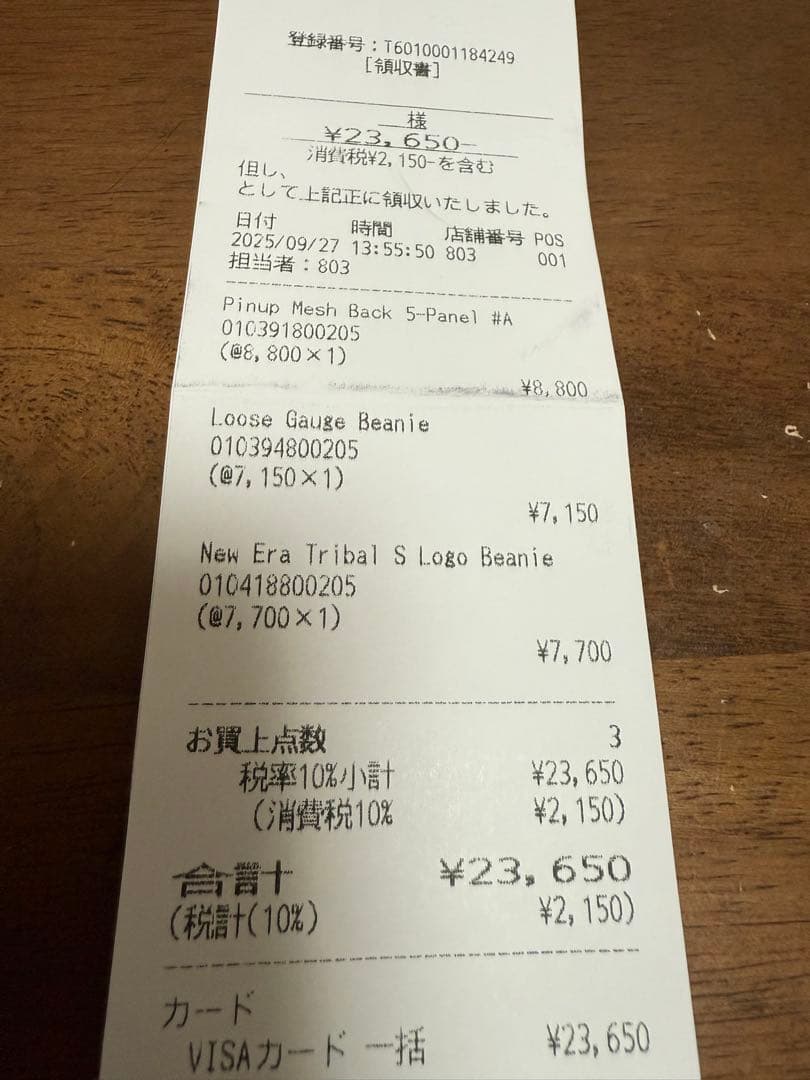 登録番号：T6010001184249
[領収書]
様
¥23,650-
消費税¥2,150-を含む
但し、
として上記正に領収いたしました。
日付 時間 店舗番号 POS
2025/09/27 13:55:50 803 001
担当者：803
Pinup Mesh Back 5-Panel #A
010391800205
(@8,800×1)
¥8,800
Loose Gauge Beanie
010394800205
(@7,150×1)
¥7,150
New Era Tribal S Logo Beanie
010418800205
(@7,700×1)
¥7,700
お買上点数 3
税率10%小計 ¥23,650
(消費税10% ¥2,150)
合計 ¥23,650
(税計(10%) ¥2,150)
カード
VISAカード 一括 ¥23,650